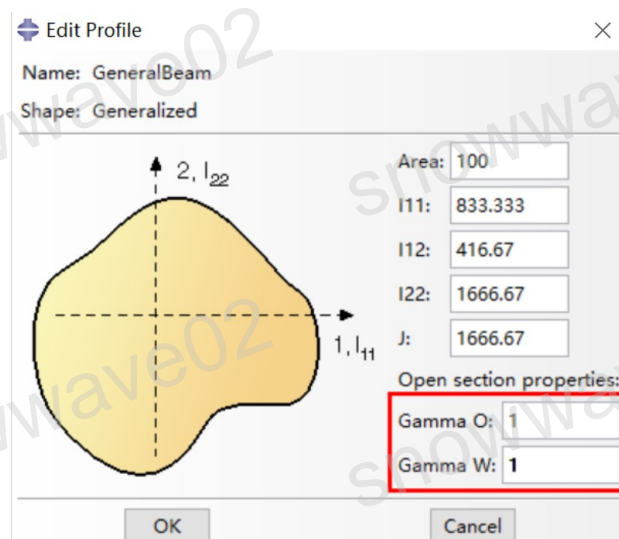 Edit Profile
Name: GeneralBeam
Shape: Generalized
2, I22
1, I11
Area: 100
I11: 833.333
I12: 416.67
I22: 1666.67
J: 1666.67
Open section properties:
Gamma O: 1
Gamma W: 1
OK
Cancel
snowwave02